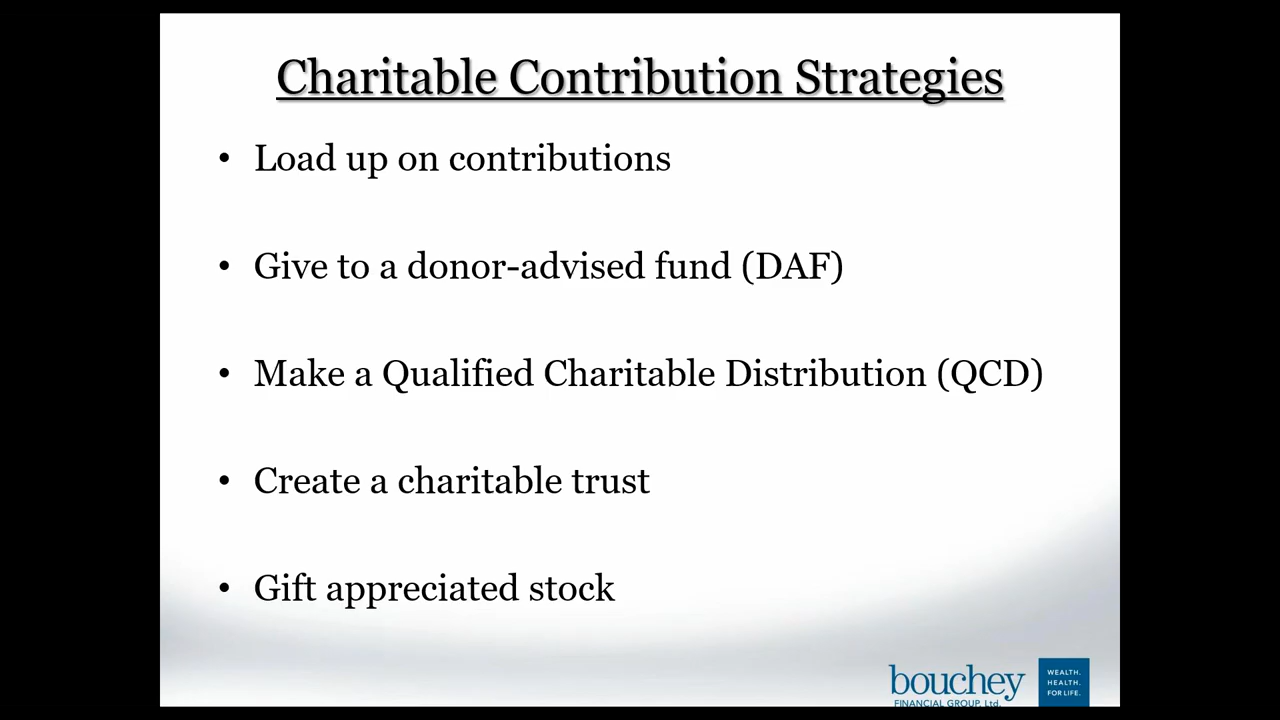 Charitable Contribution Strategies
• Load up on contributions
• Give to a donor-advised fund (DAF)
• Make a Qualified Charitable Distribution (QCD)
• Create a charitable trust
• Gift appreciated stock
bouchey
FINANCIAL GROUP, Ltd.
WEALTH.
HEALTH.
FOR LIFE.